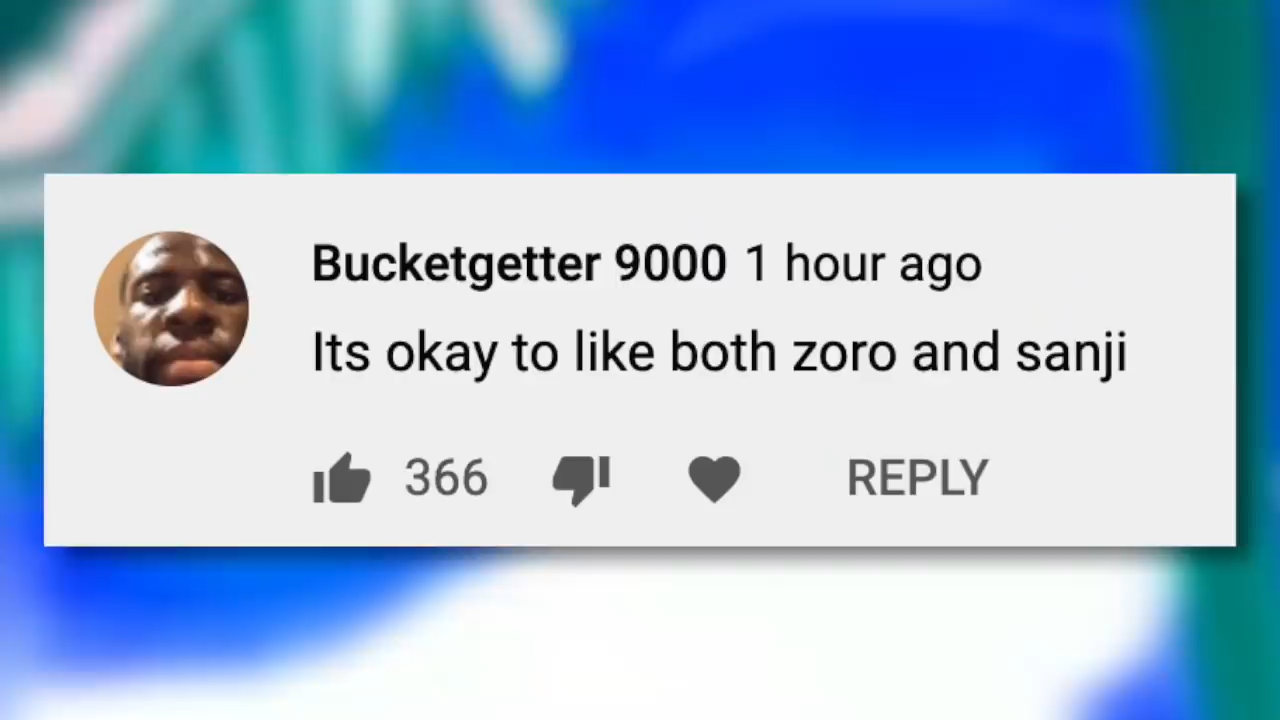 Bucketgetter 9000 1 hour ago
Its okay to like both zoro and sanji
366 REPLY